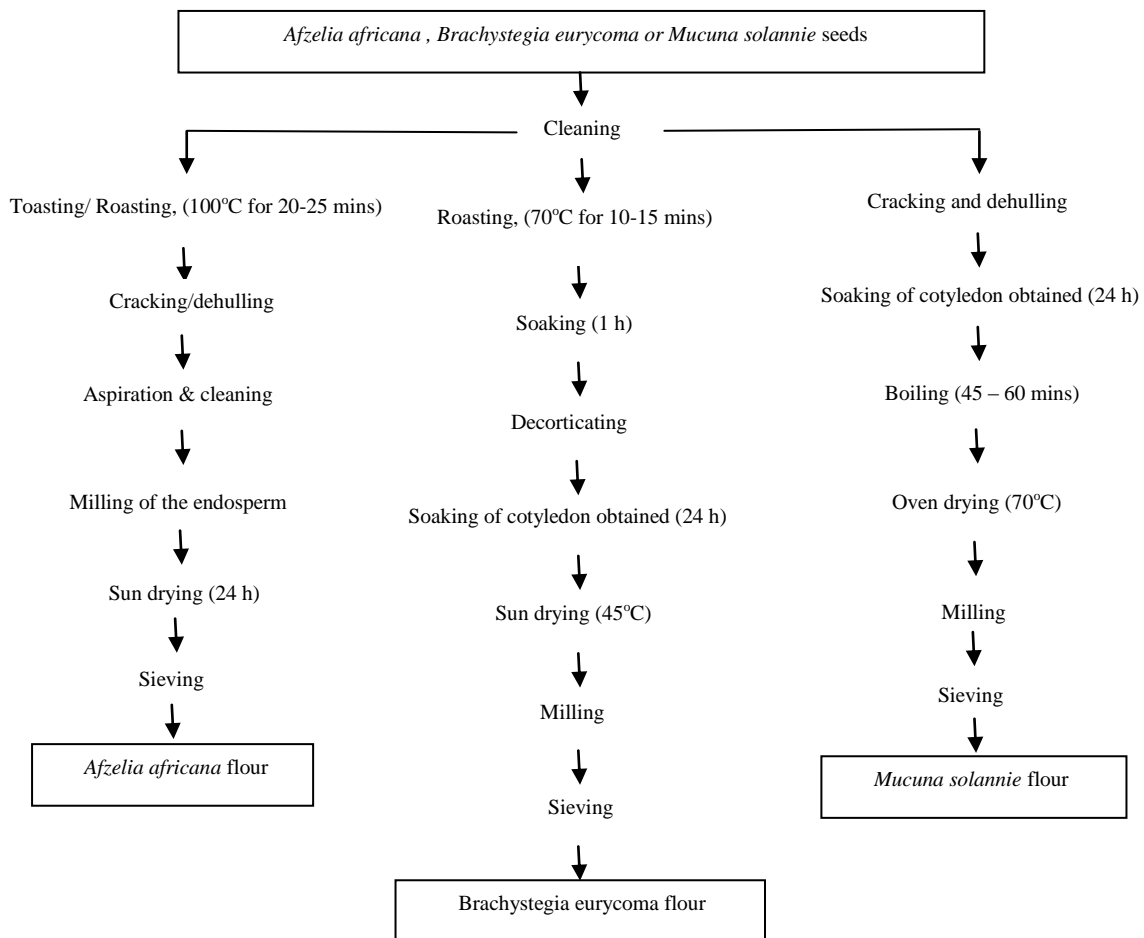 Afzelia africana , Brachystegia eurycoma or Mucuna solannie seeds
Cleaning
Toasting/ Roasting, (100°C for 20-25 mins)
Cracking/dehulling
Aspiration & cleaning
Milling of the endosperm
Sun drying (24 h)
Sieving
Afzelia africana flour
Roasting, (70°C for 10-15 mins)
Soaking (1 h)
Decorticating
Soaking of cotyledon obtained (24 h)
Sun drying (45°C)
Milling
Sieving
Brachystegia eurycoma flour
Cracking and dehulling
Soaking of cotyledon obtained (24 h)
Boiling (45 – 60 mins)
Oven drying (70°C)
Milling
Sieving
Mucuna solannie flour